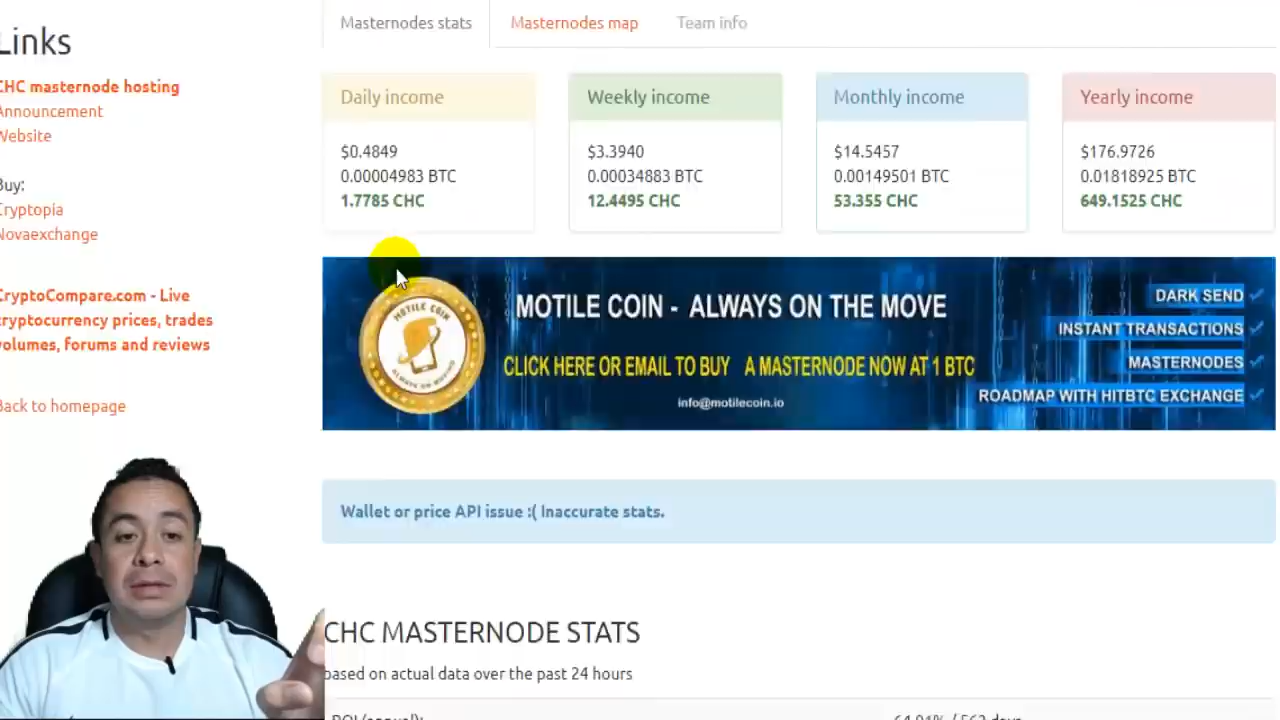 Masternodes stats
Masternodes map
Team info
Links
CHC masternode hosting
Announcement
Website
Buy:
Cryptopia
Novaexchange
CryptoCompare.com - Live
cryptocurrency prices, trades
volumes, forums and reviews
Back to homepage
Daily income
$0.4849
0.00004983 BTC
1.7785 CHC
Weekly income
$3.3940
0.00034883 BTC
12.4495 CHC
Monthly income
$14.5457
0.00149501 BTC
53.355 CHC
Yearly income
$176.9726
0.01818925 BTC
649.1525 CHC
MOTILE COIN
ALWAYS ON MOVING
MOTILE COIN - ALWAYS ON THE MOVE
CLICK HERE OR EMAIL TO BUY A MASTERNODE NOW AT 1 BTC
info@motilecoin.io
DARK SEND
INSTANT TRANSACTIONS
MASTERNODES
ROADMAP WITH HITBTC EXCHANGE
Wallet or price API issue :( Inaccurate stats.
CHC MASTERNODE STATS
based on actual data over the past 24 hours